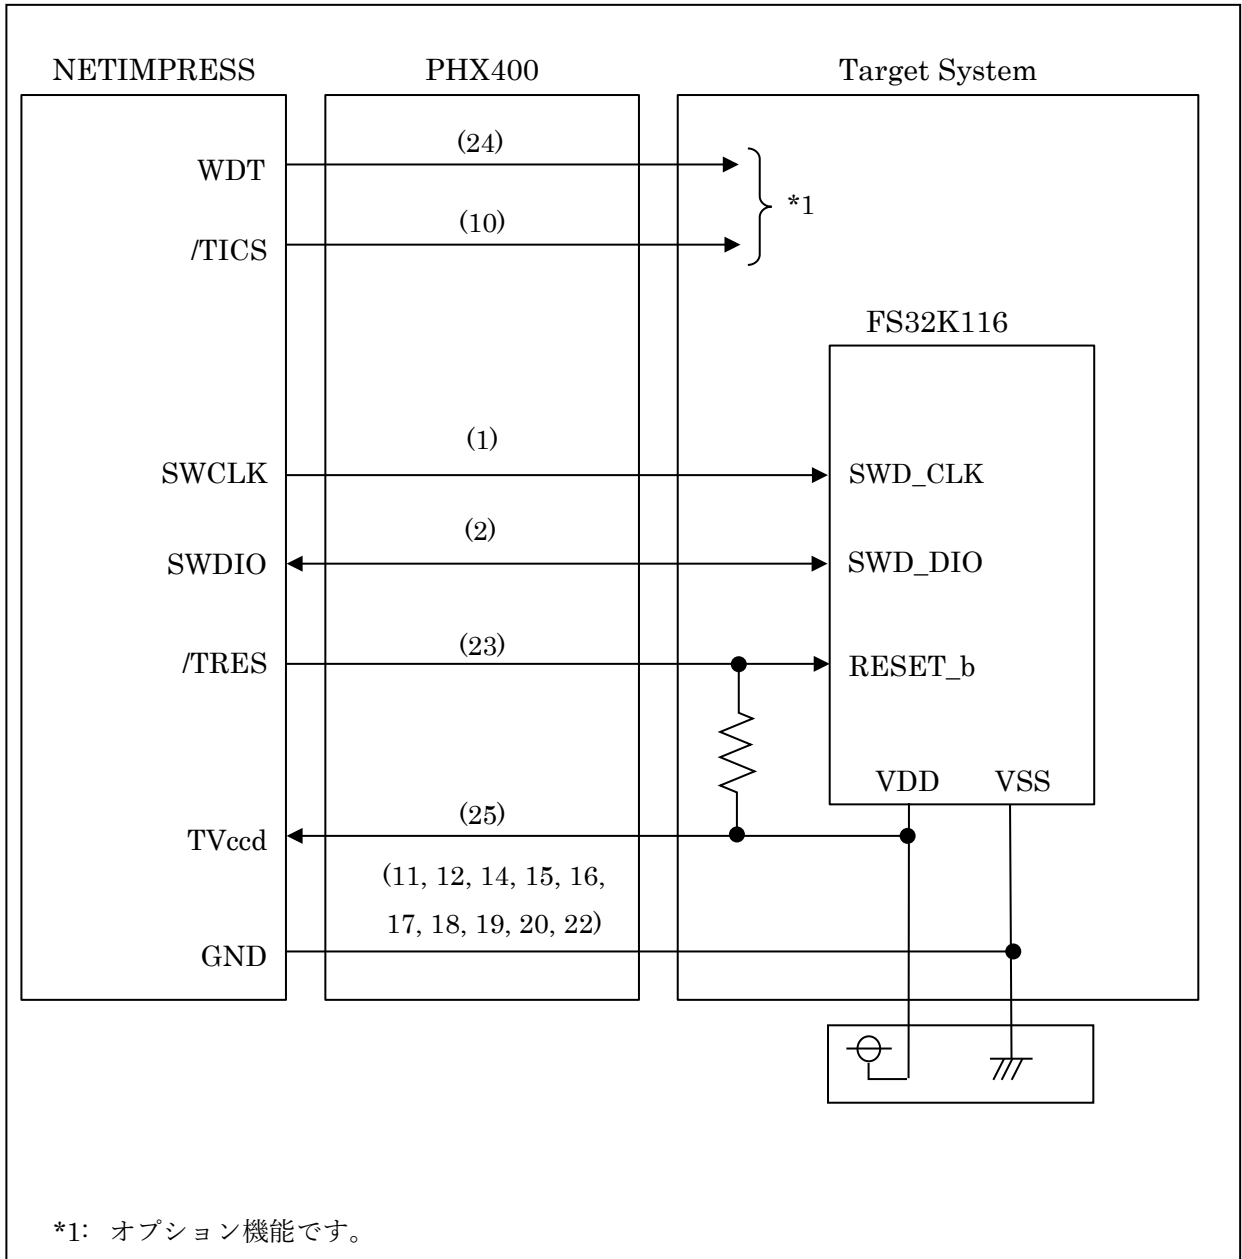 NETIMPRESS
PHX400
Target System
WDT
(24)
*1
/TICS
(10)
FS32K116
SWCLK
(1)
SWD_CLK
SWDIO
(2)
SWD_DIO
/TRES
(23)
RESET_b
VDD
VSS
TVccd
(25)
(11, 12, 14, 15, 16,
17, 18, 19, 20, 22)
GND
*1: オプション機能です。